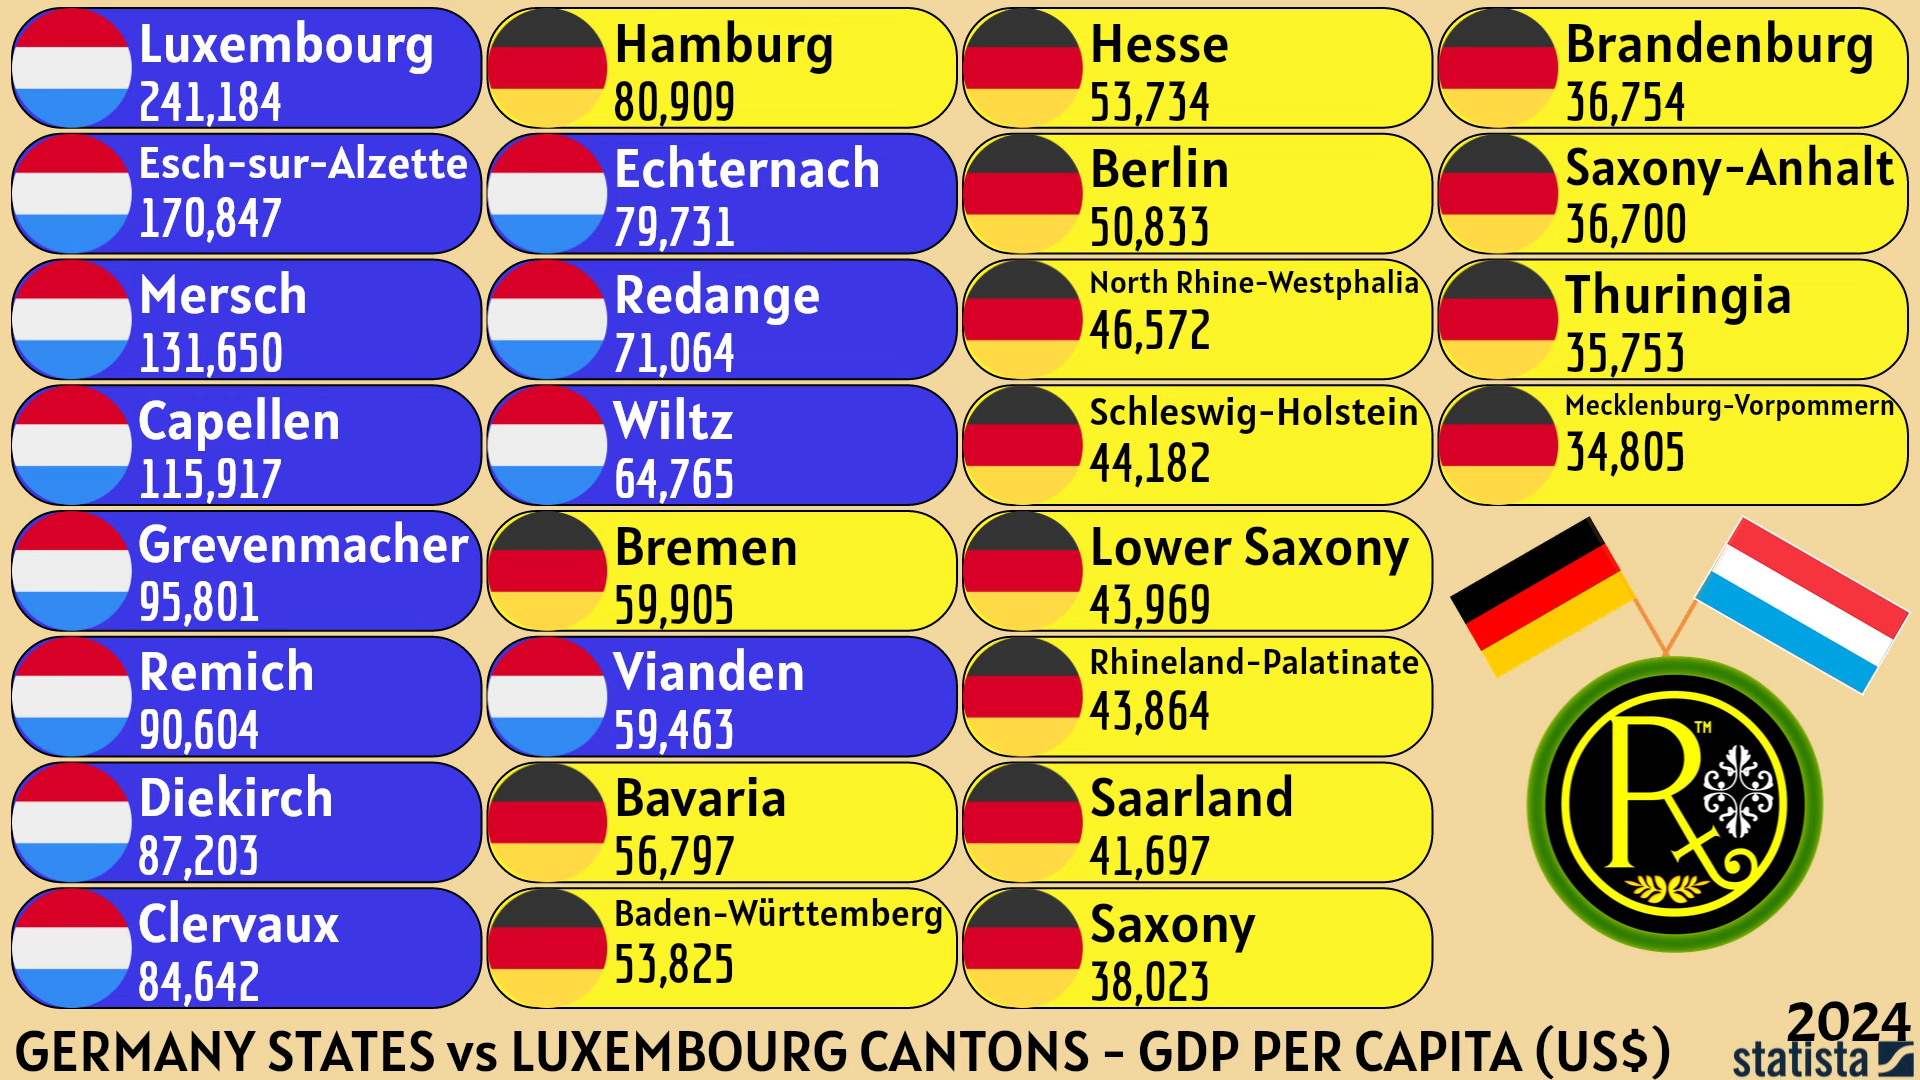 Luxembourg
241,184
Esch-sur-Alzette
170,847
Mersch
131,650
Capellen
115,917
Grevenmacher
95,801
Remich
90,604
Diekirch
87,203
Clervaux
84,642
Hamburg
80,909
Echternach
79,731
Redange
71,064
Wiltz
64,765
Bremen
59,905
Vianden
59,463
Bavaria
56,797
Baden-Württemberg
53,825
Hesse
53,734
Berlin
50,833
North Rhine-Westphalia
46,572
Schleswig-Holstein
44,182
Lower Saxony
43,969
Rhineland-Palatinate
43,864
Saarland
41,697
Saxony
38,023
Brandenburg
36,754
Saxony-Anhalt
36,700
Thuringia
35,753
Mecklenburg-Vorpommern
34,805
Rx™
GERMANY STATES vs LUXEMBOURG CANTONS - GDP PER CAPITA (US$)
2024
statista